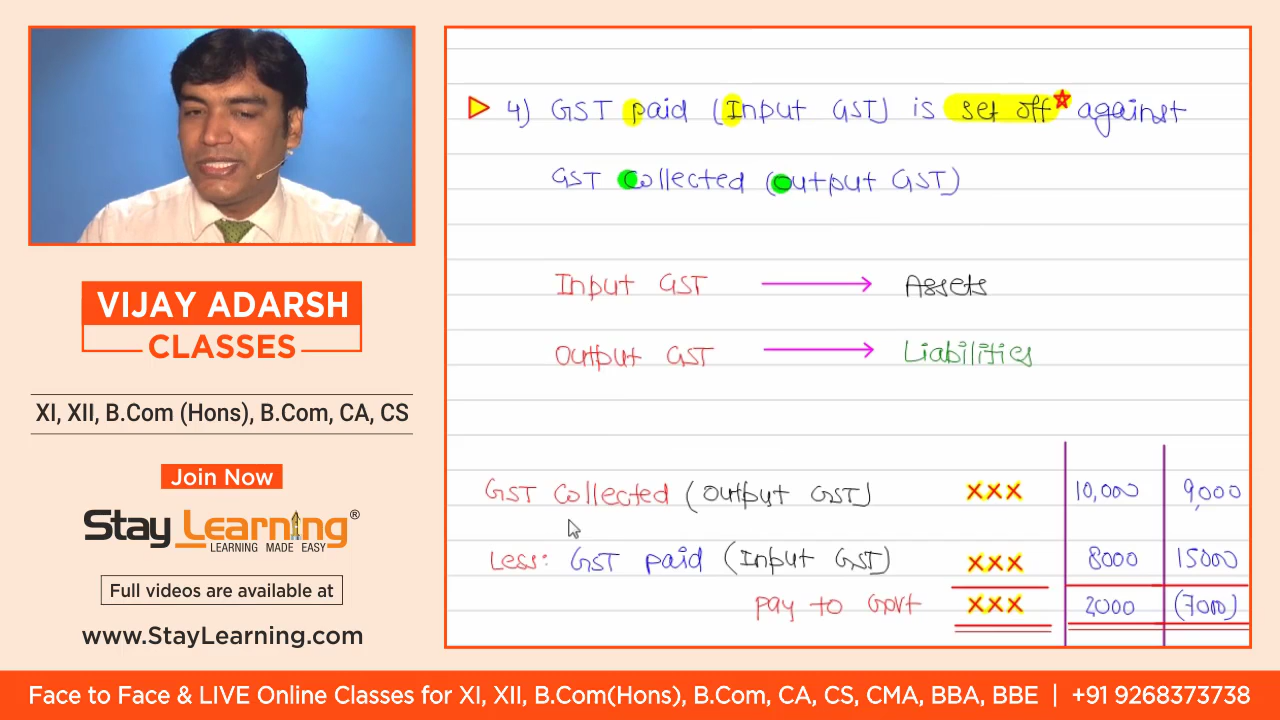 4) GST paid (Input GST) is set off* against
GST Collected (Output GST)
Input GST → Assets
Output GST → Liabilities
GST Collected (Output GST) XXX 10,000 9,000
Less: GST paid (Input GST) XXX 8000 15000
pay to Govt XXX 2000 (7000)
VIJAY ADARSH
CLASSES
XI, XII, B.Com (Hons), B.Com, CA, CS
Join Now
Stay Learning®
LEARNING MADE EASY
Full videos are available at
www.StayLearning.com
Face to Face & LIVE Online Classes for XI, XII, B.Com(Hons), B.Com, CA, CS, CMA, BBA, BBE | +91 9268373738